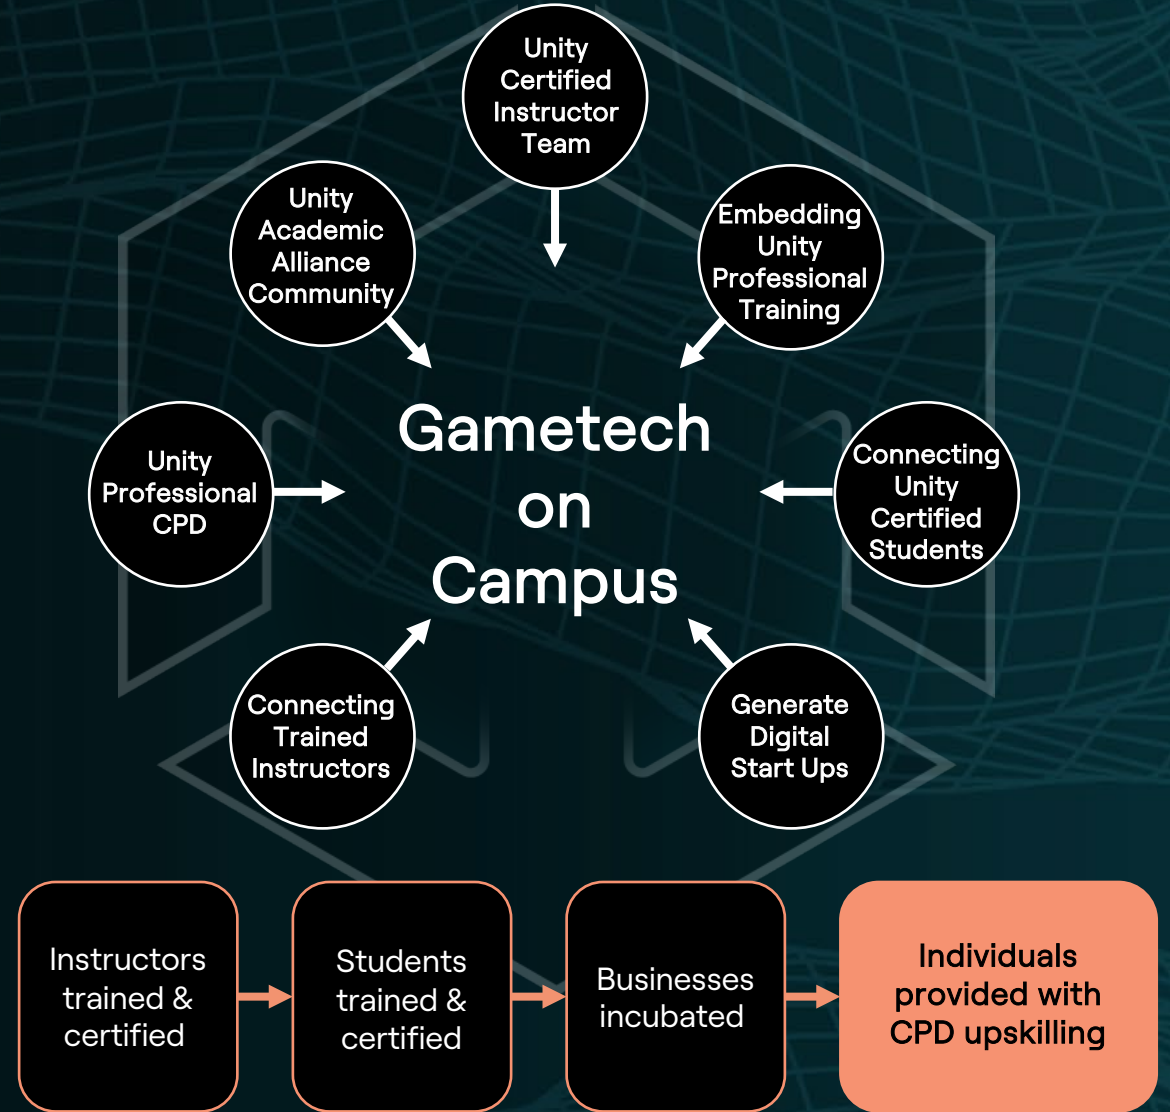 Unity
Certified
Instructor
Team
Unity
Academic
Alliance
Community
Embedding
Unity
Professional
Training
Unity
Professional
CPD
Gametech
on
Campus
Connecting
Unity
Certified
Students
Connecting
Trained
Instructors
Generate
Digital
Start Ups
Instructors
trained &
certified
Students
trained &
certified
Businesses
incubated
Individuals
provided with
CPD upskilling